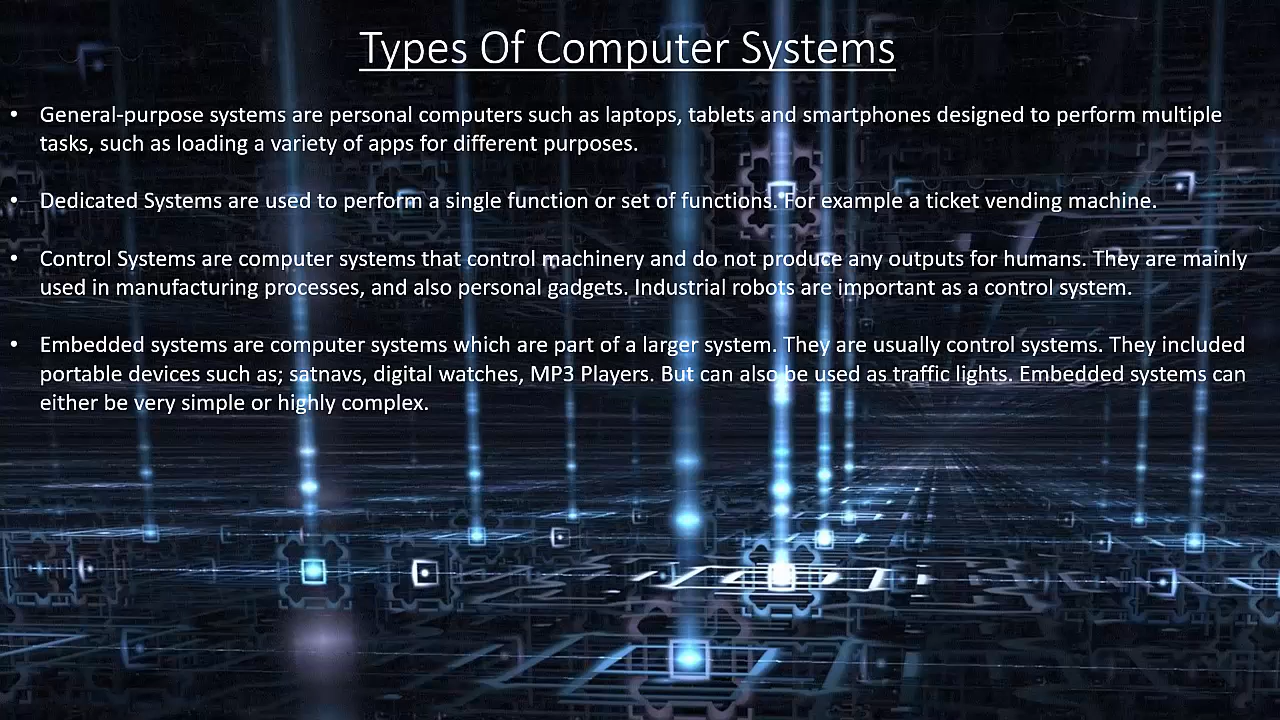 Types Of Computer Systems
• General-purpose systems are personal computers such as laptops, tablets and smartphones designed to perform multiple
tasks, such as loading a variety of apps for different purposes.
• Dedicated Systems are used to perform a single function or set of functions. For example a ticket vending machine.
• Control Systems are computer systems that control machinery and do not produce any outputs for humans. They are mainly
used in manufacturing processes, and also personal gadgets. Industrial robots are important as a control system.
• Embedded systems are computer systems which are part of a larger system. They are usually control systems. They included
portable devices such as; satnavs, digital watches, MP3 Players. But can also be used as traffic lights. Embedded systems can
either be very simple or highly complex.